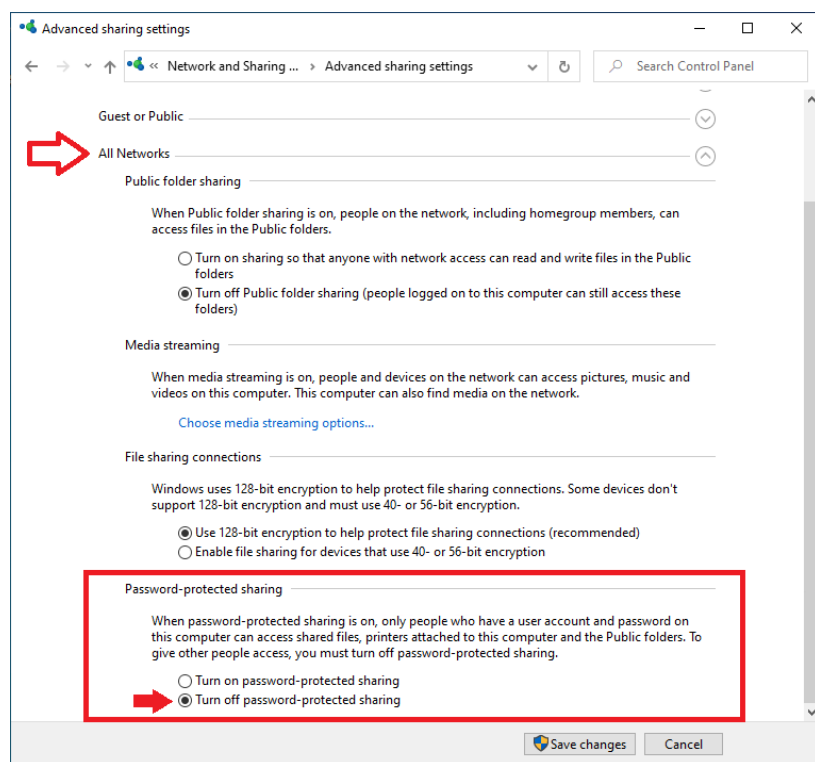 Advanced sharing settings
« Network and Sharing ... › Advanced sharing settings
Search Control Panel
Guest or Public
All Networks
Public folder sharing
When Public folder sharing is on, people on the network, including homegroup members, can
access files in the Public folders.
Turn on sharing so that anyone with network access can read and write files in the Public
folders
Turn off Public folder sharing (people logged on to this computer can still access these
folders)
Media streaming
When media streaming is on, people and devices on the network can access pictures, music and
videos on this computer. This computer can also find media on the network.
Choose media streaming options...
File sharing connections
Windows uses 128-bit encryption to help protect file sharing connections. Some devices don't
support 128-bit encryption and must use 40- or 56-bit encryption.
Use 128-bit encryption to help protect file sharing connections (recommended)
Enable file sharing for devices that use 40- or 56-bit encryption
Password-protected sharing
When password-protected sharing is on, only people who have a user account and password on
this computer can access shared files, printers attached to this computer and the Public folders. To
give other people access, you must turn off password-protected sharing.
Turn on password-protected sharing
Turn off password-protected sharing
Save changes
Cancel